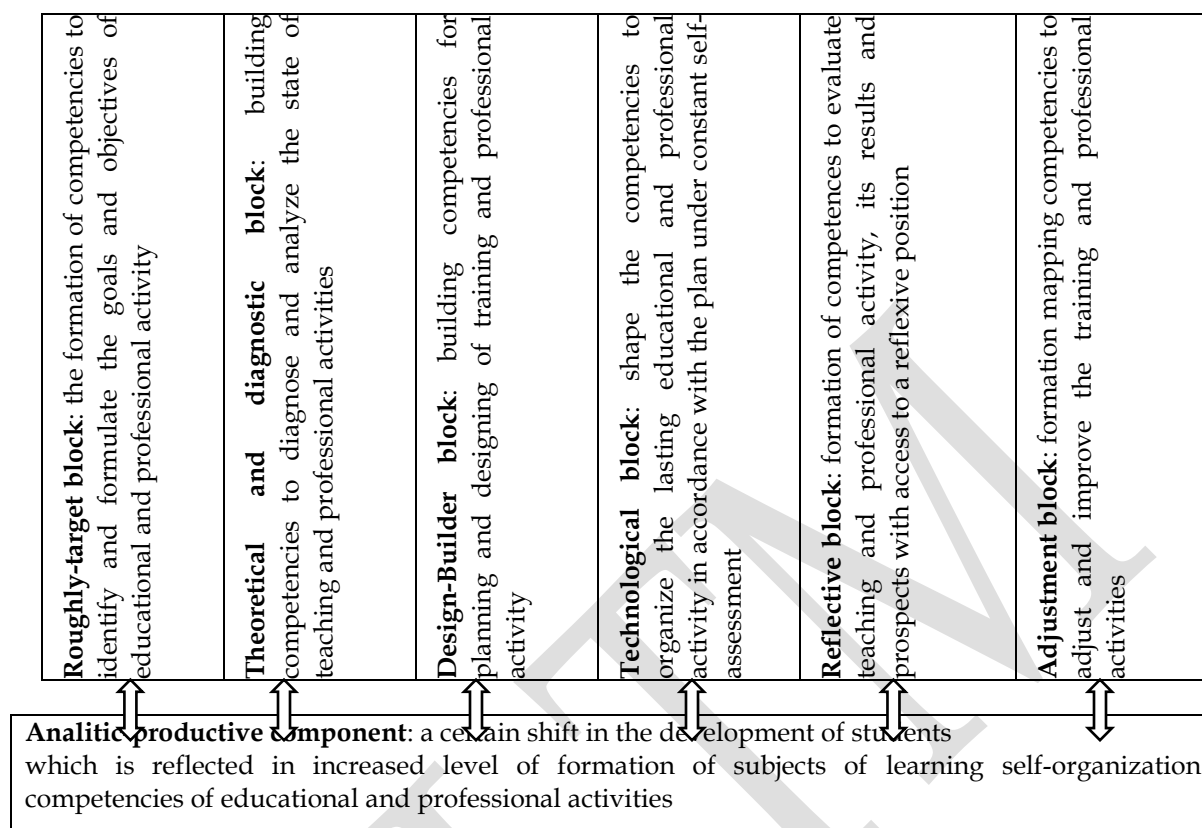 Roughly-target block: the formation of competencies to
identify and formulate the goals and objectives of
educational and professional activity
Theoretical and diagnostic block: building
competencies to diagnose and analyze the state of
teaching and professional activities
Design-Builder block: building competencies for
planning and designing of training and professional
activity
Technological block: shape the competencies to
organize the lasting educational and professional
activity in accordance with the plan under constant self-
assessment
Reflective block: formation of competences to evaluate
teaching and professional activity, its results and
prospects with access to a reflexive position
Adjustment block: formation mapping competencies to
adjust and improve the training and professional
activities
Analitic productive component: a certain shift in the development of students
which is reflected in increased level of formation of subjects of learning self-organization
competencies of educational and professional activities